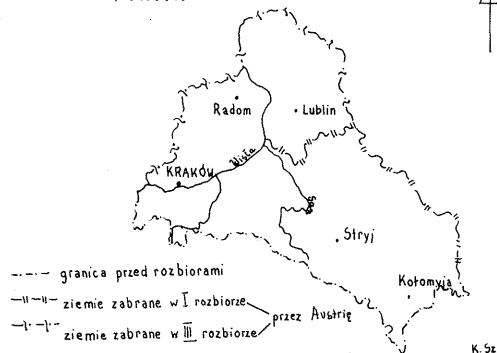 Radom
Lublin
Wisła
KRAKÓW
San
Stryj
Kołomyja
granica przed rozbiorami
ziemie zabrane w I rozbiorze
przez Austrię
ziemie zabrane w III rozbiorze
K. Sz